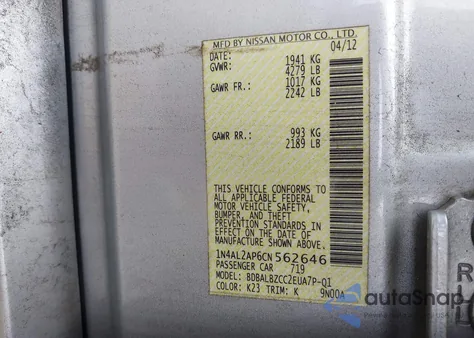 MFD BY NISSAN MOTOR CO., LTD.
DATE: 04/12
GVWR: 1941 KG
4279 LB
GAWR FR.: 1017 KG
2242 LB
GAWR RR.: 993 KG
2189 LB
THIS VEHICLE CONFORMS TO
ALL APPLICABLE FEDERAL
MOTOR VEHICLE SAFETY,
BUMPER, AND THEFT
PREVENTION STANDARDS IN
EFFECT ON THE DATE OF
MANUFACTURE SHOWN ABOVE.
1N4AL2AP6CN562646
PASSENGER CAR 719
MODEL: BDBALBZCC2EUA7P-QI
COLOR: K23 TRIM: K 9N00A
autoSnap